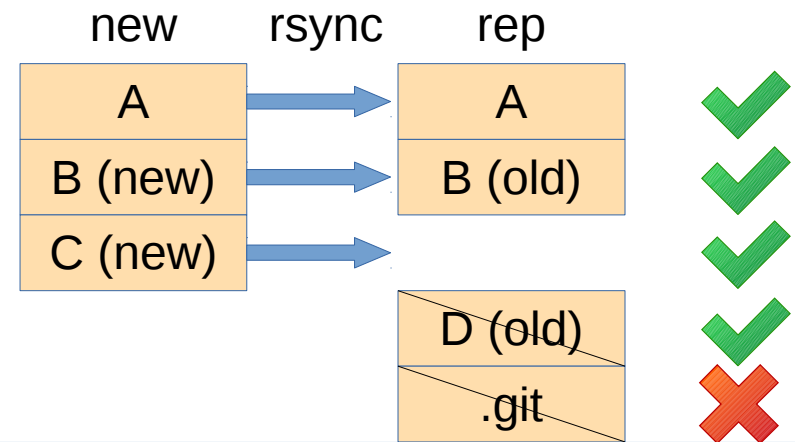 new rsync rep
A A
B (new) B (old)
C (new)
D (old)
.git